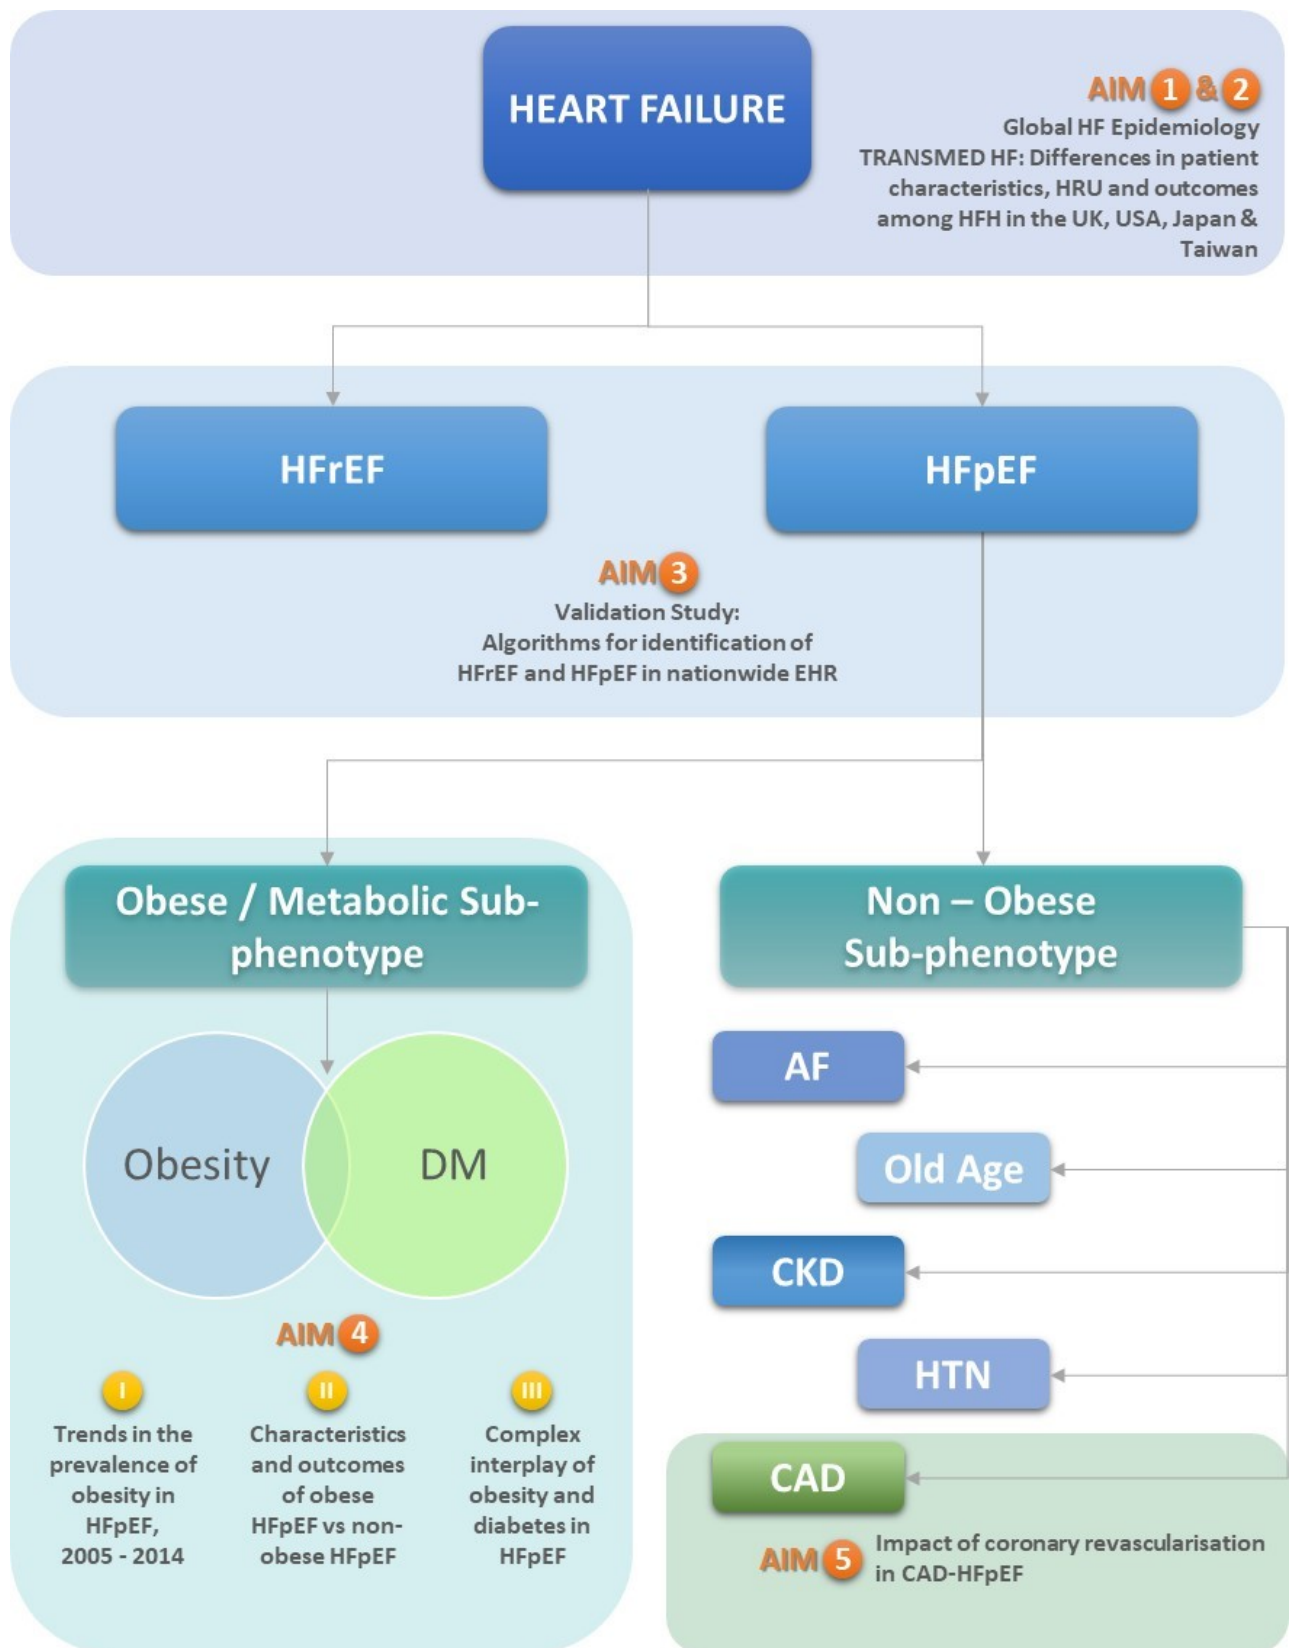 HEART FAILURE
AIM 1 & 2
Global HF Epidemiology
TRANSMED HF: Differences in patient
characteristics, HRU and outcomes
among HFH in the UK, USA, Japan &
Taiwan
HFrEF
HFpEF
AIM 3
Validation Study:
Algorithms for identification of
HFrEF and HFpEF in nationwide EHR
Obese / Metabolic Sub-
phenotype
Obesity
DM
AIM 4
I
Trends in the
prevalence of
obesity in
HFpEF,
2005 - 2014
II
Characteristics
and outcomes
of obese
HFpEF vs non-
obese HFpEF
III
Complex
interplay of
obesity and
diabetes in
HFpEF
Non – Obese
Sub-phenotype
AF
Old Age
CKD
HTN
CAD
AIM 5
Impact of coronary revascularisation
in CAD-HFpEF